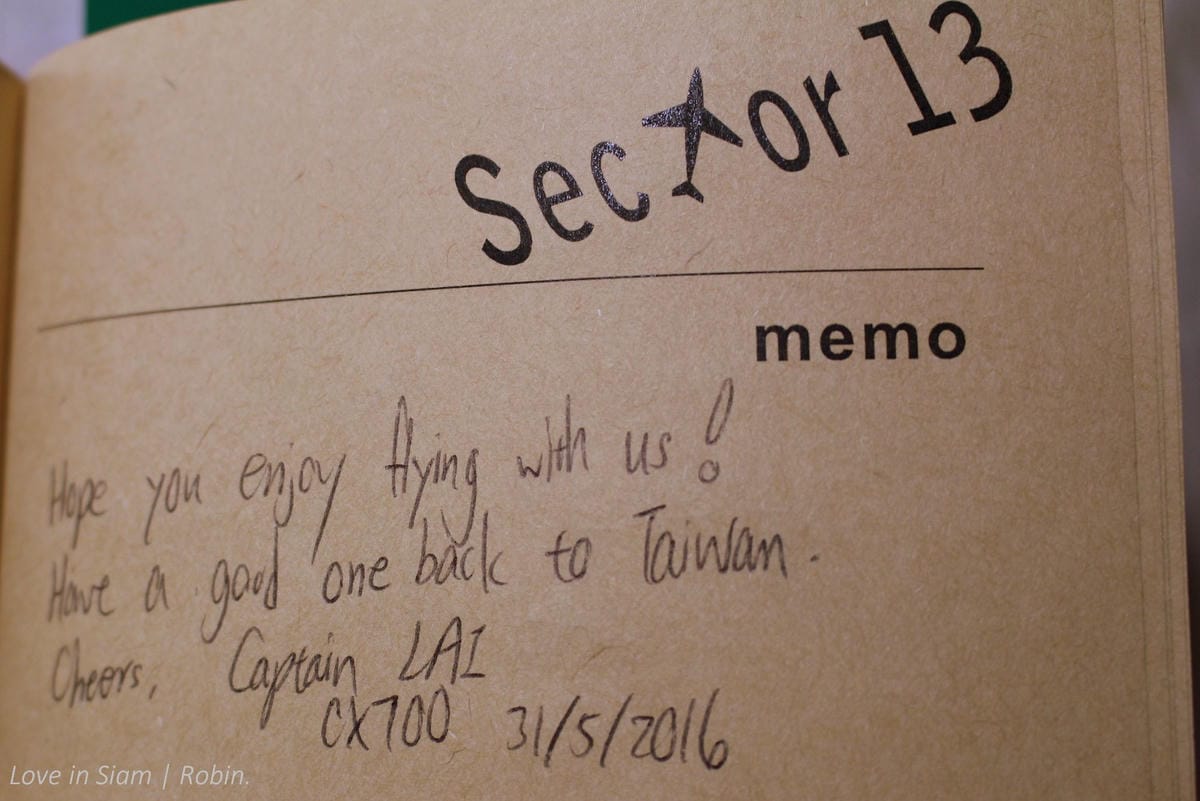 Sector 13
memo
Hope you enjoy flying with us!
Have a good one back to Taiwan.
Cheers, Captain LAI
CX700 31/5/2016
Love in Siam | Robin.